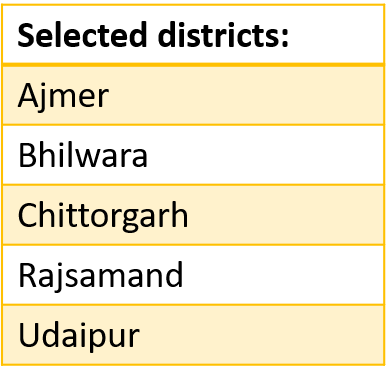 Selected districts:
Ajmer
Bhilwara
Chittorgarh
Rajsamand
Udaipur